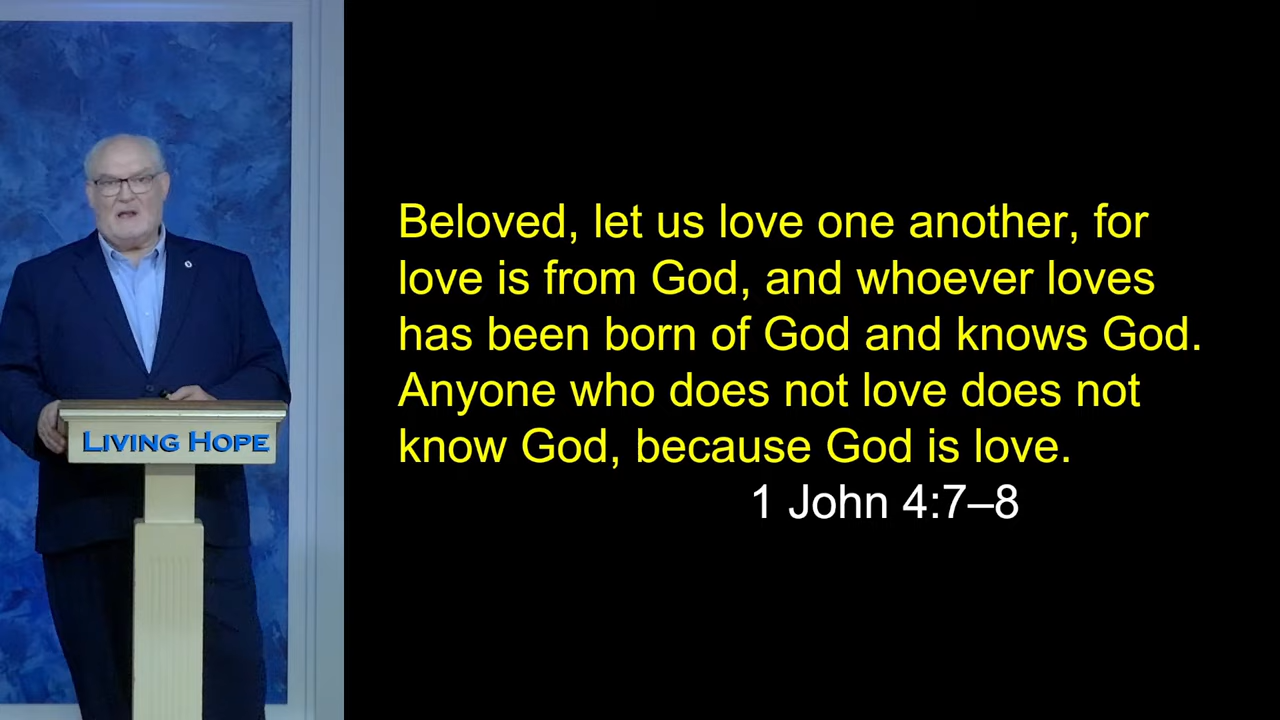 LIVING HOPE
Beloved, let us love one another, for
love is from God, and whoever loves
has been born of God and knows God.
Anyone who does not love does not
know God, because God is love.
1 John 4:7–8